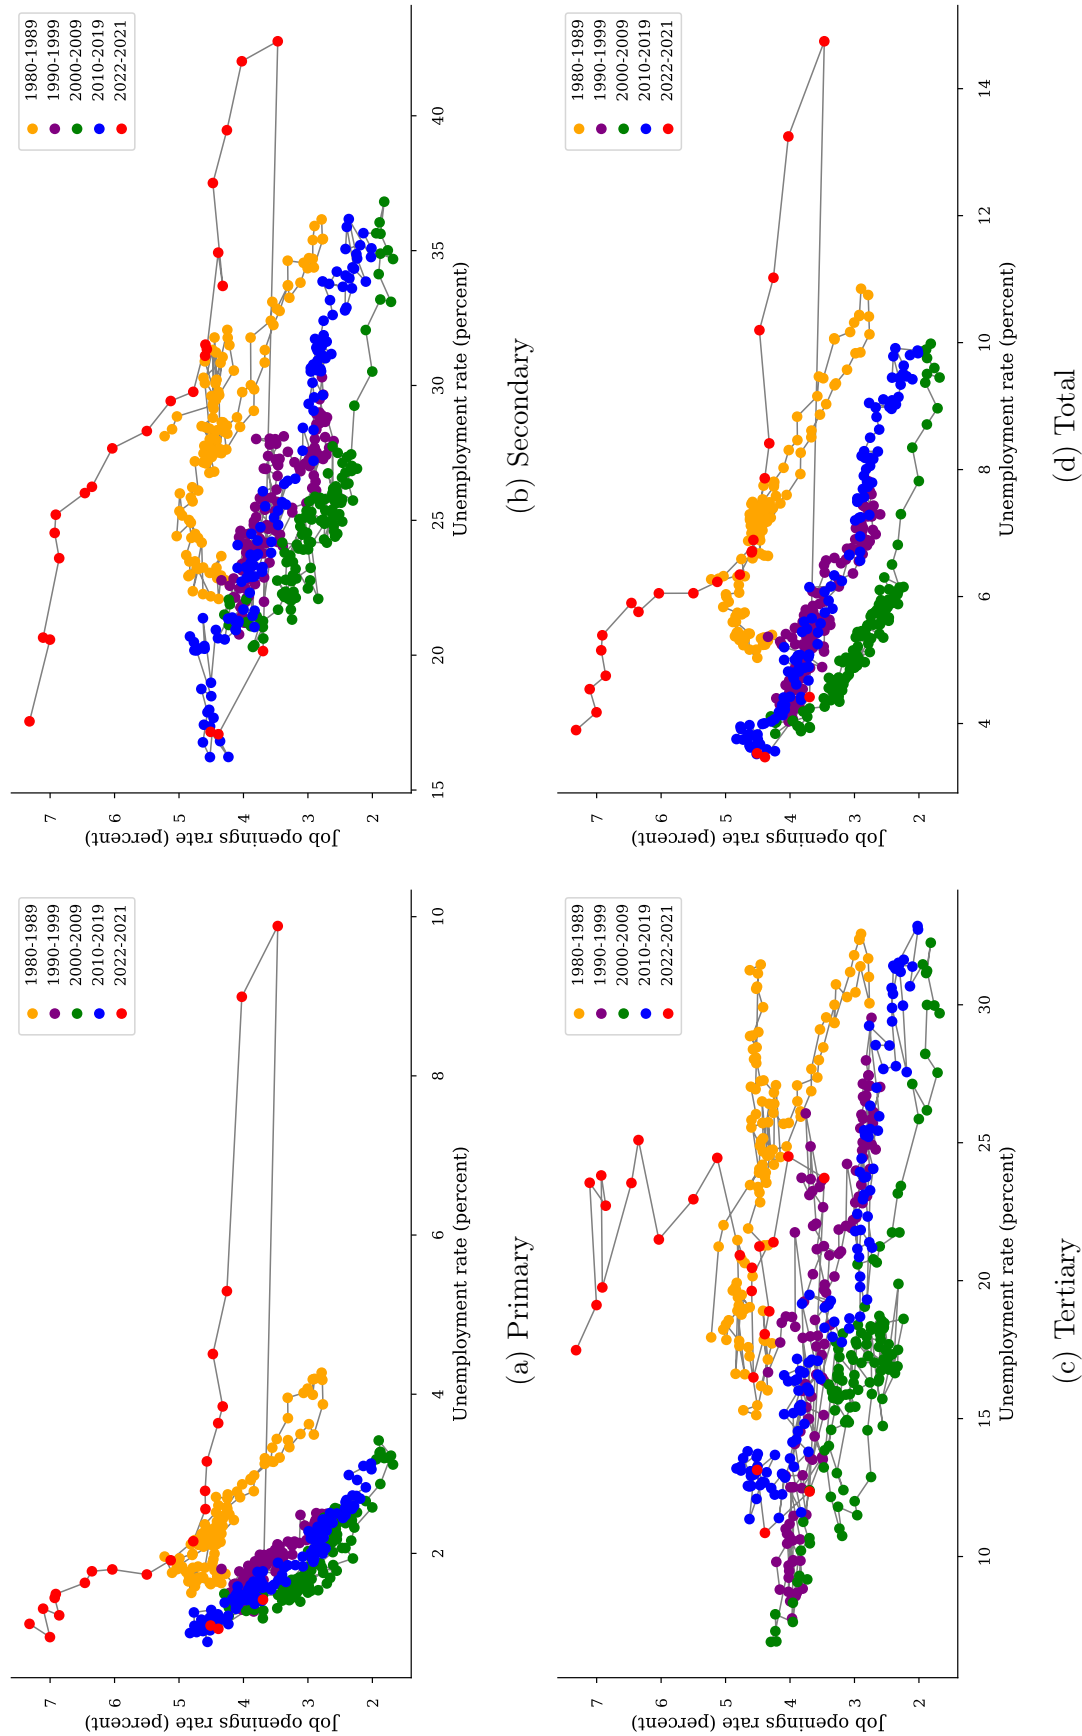 Job openings rate (percent)
7
6
5
4
3
2
2 4 6 8 10
Unemployment rate (percent)
1980-1989
1990-1999
2000-2009
2010-2019
2022-2021
(a) Primary
Job openings rate (percent)
7
6
5
4
3
2
15 20 25 30 35 40
Unemployment rate (percent)
1980-1989
1990-1999
2000-2009
2010-2019
2022-2021
(b) Secondary
Job openings rate (percent)
7
6
5
4
3
2
10 15 20 25 30
Unemployment rate (percent)
1980-1989
1990-1999
2000-2009
2010-2019
2022-2021
(c) Tertiary
Job openings rate (percent)
7
6
5
4
3
2
4 6 8 10 12 14
Unemployment rate (percent)
1980-1989
1990-1999
2000-2009
2010-2019
2022-2021
(d) Total